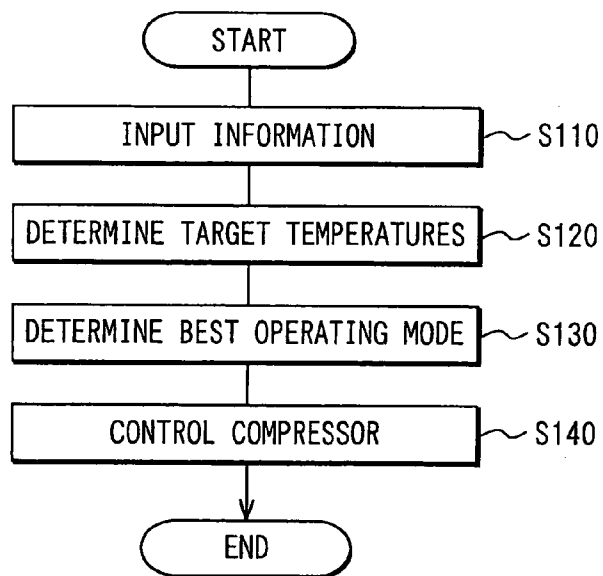 START
INPUT INFORMATION S110
DETERMINE TARGET TEMPERATURES S120
DETERMINE BEST OPERATING MODE S130
CONTROL COMPRESSOR S140
END